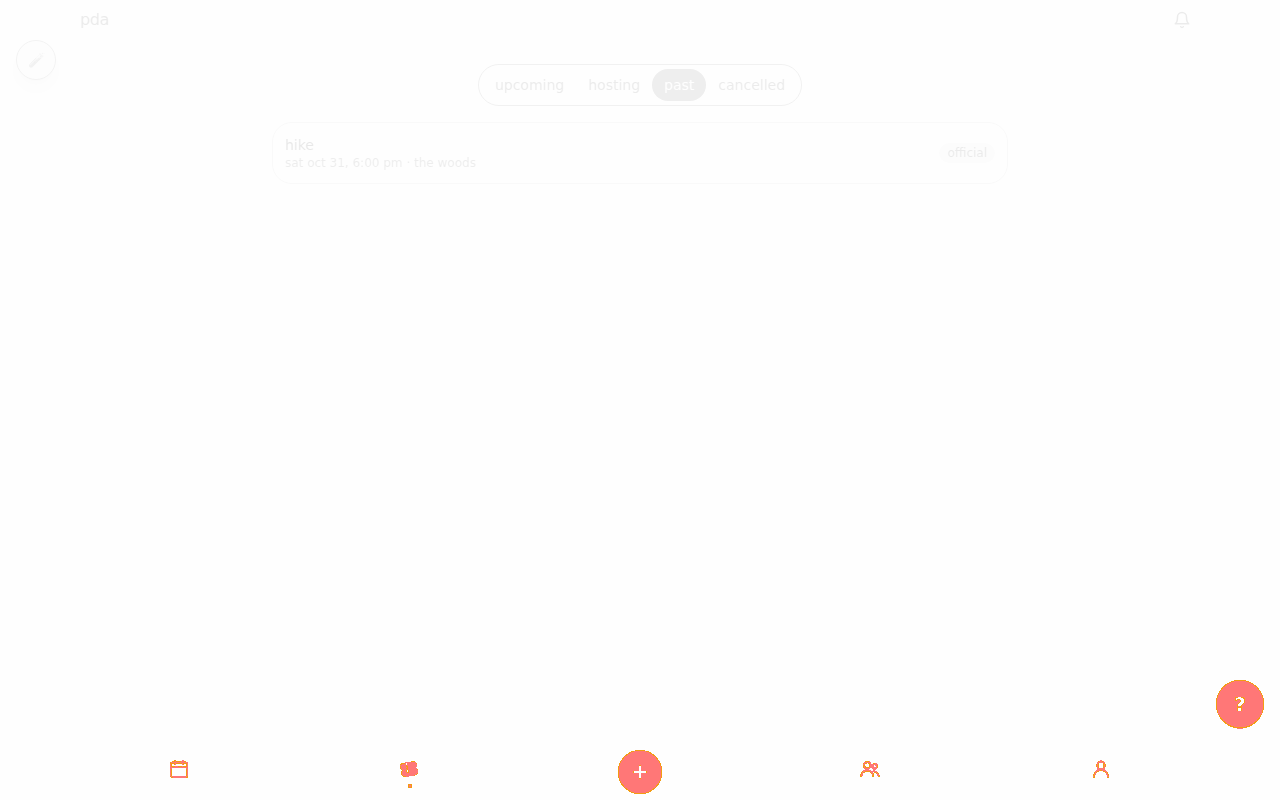 pda
upcoming hosting past cancelled
hike
sat oct 31, 6:00 pm · the woods
official
?
+